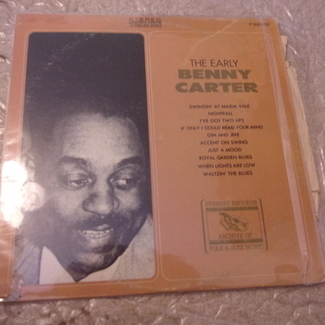 STEREO
THE EARLY
BENNY
CARTER
SWINGIN' AT MAIDA VALE
NIGHTFALL
I'VE GOT TWO LIPS
IF ONLY I COULD READ YOUR MIND
GIN AND JIVE
ACCENT ON SWING
JUST A MOOD
ROYAL GARDEN BLUES
WHEN LIGHTS ARE LOW
WALTZIN' THE BLUES
EVEREST RECORDS
ARCHIVE OF
FOLK & JAZZ MUSIC